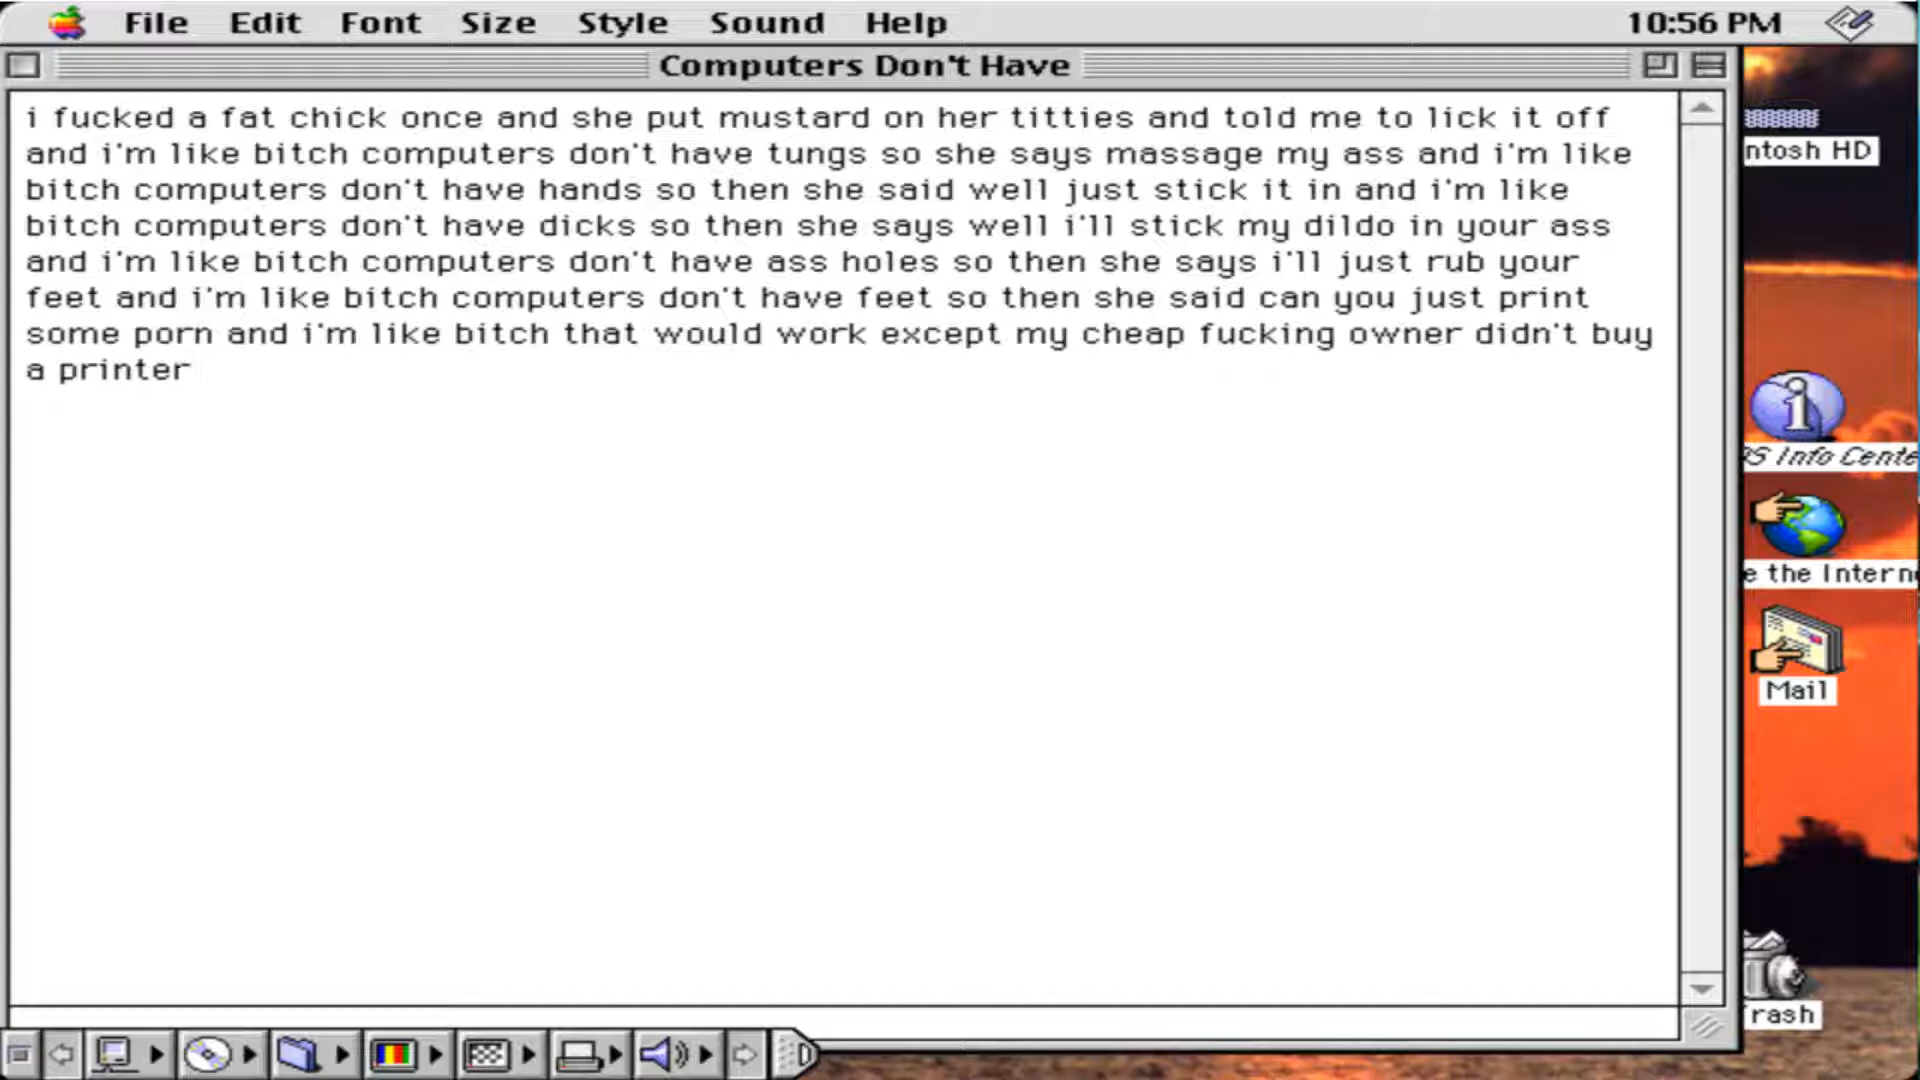 File Edit Font Size Style Sound Help 10:56 PM
Computers Don't Have
i fucked a fat chick once and she put mustard on her titties and told me to lick it off
and i'm like bitch computers don't have tungs so she says massage my ass and i'm like
bitch computers don't have hands so then she said well just stick it in and i'm like
bitch computers don't have dicks so then she says well i'll stick my dildo in your ass
and i'm like bitch computers don't have ass holes so then she says i'll just rub your
feet and i'm like bitch computers don't have feet so then she said can you just print
some porn and i'm like bitch that would work except my cheap fucking owner didn't buy
a printer
ntosh HD
Info Cente
e the Intern
Mail
rash